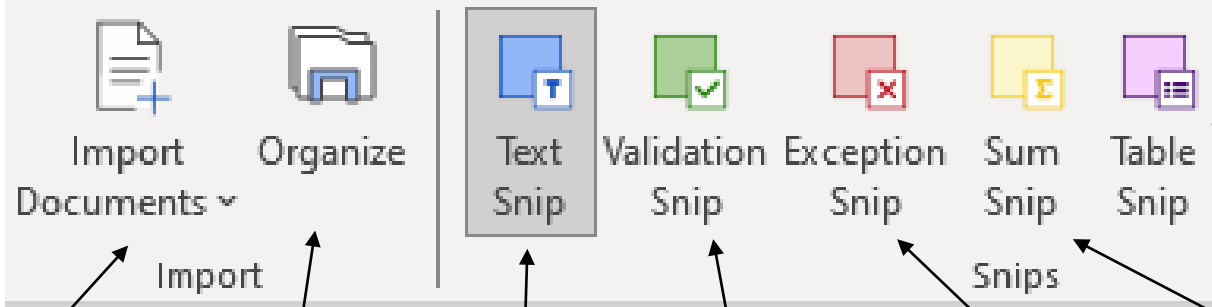 Import
Documents
Organize
Text
Snip
T
Validation
Snip
Exception
Snip
Sum
Snip
Σ
Table
Snip
Import
Snips